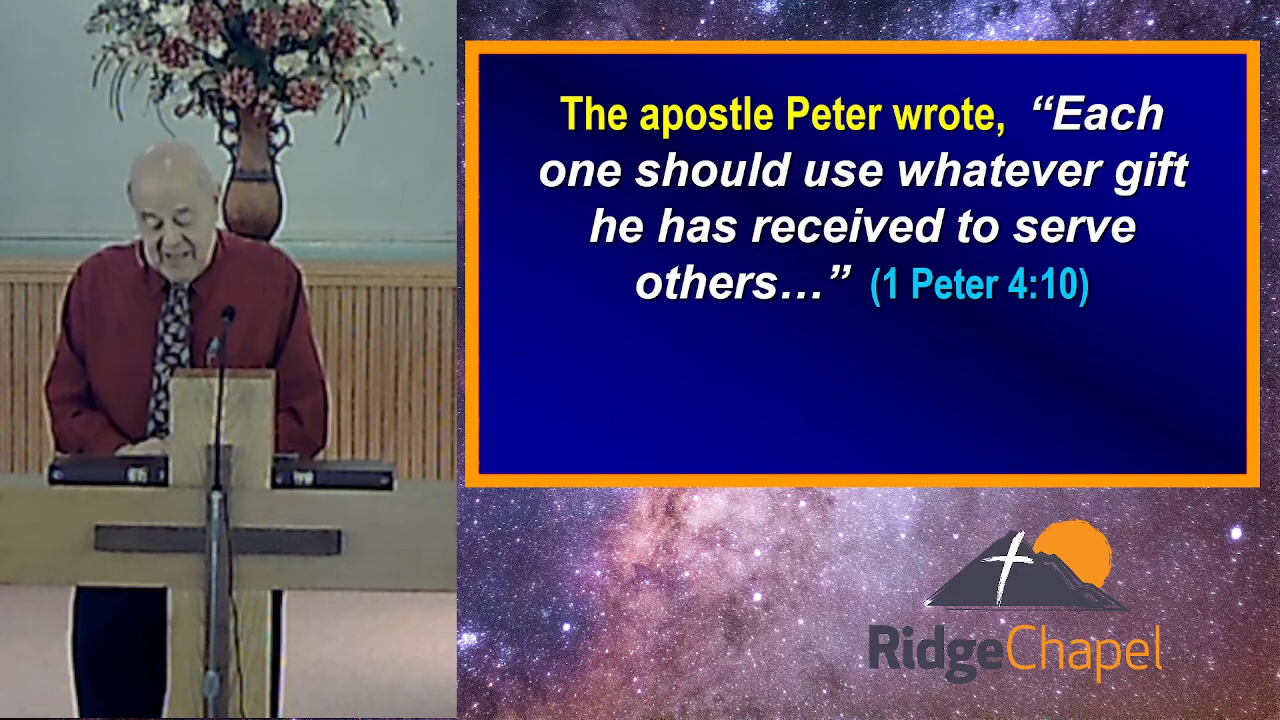 The apostle Peter wrote, “Each
one should use whatever gift
he has received to serve
others…” (1 Peter 4:10)
RidgeChapel